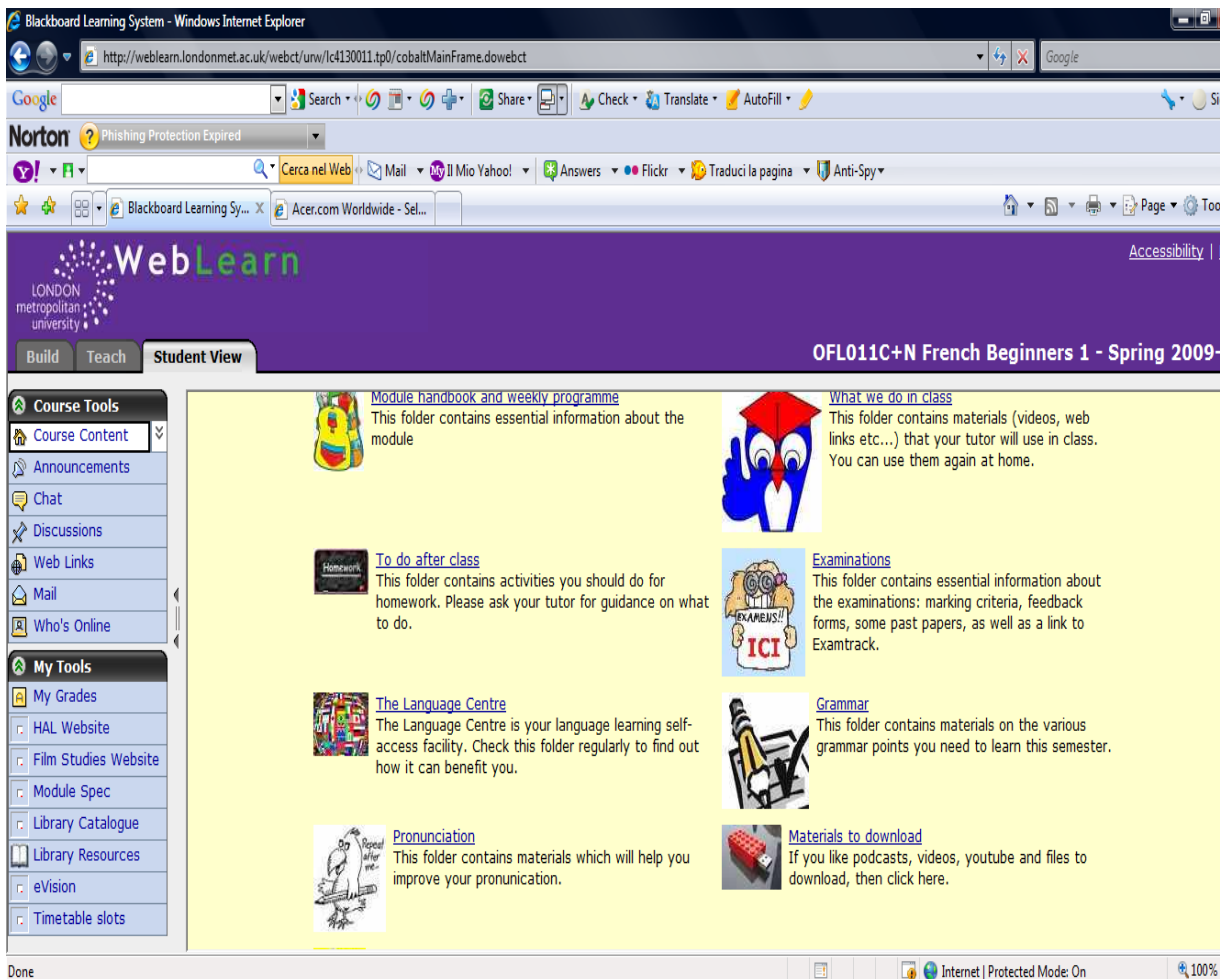 Blackboard Learning System - Windows Internet Explorer
http://weblearn.londonmet.ac.uk/webct/urw/lc4130011.tp0/cobaltMainFrame.dowebct
Google
Google
Search
Share
Check
Translate
AutoFill
Norton
Phishing Protection Expired
Y!
Cerca nel Web
Mail
Il Mio Yahoo!
Answers
Flickr
Traduci la pagina
Anti-Spy
Blackboard Learning Sy...
Acer.com Worldwide - Sel...
Page
LONDON
metropolitan
university
WebLearn
Accessibility |
Build
Teach
Student View
OFL011C+N French Beginners 1 - Spring 2009-
Course Tools
Course Content
Announcements
Chat
Discussions
Web Links
Mail
Who's Online
My Tools
My Grades
HAL Website
Film Studies Website
Module Spec
Library Catalogue
Library Resources
eVision
Timetable slots
Module handbook and weekly programme
This folder contains essential information about the
module
What we do in class
This folder contains materials (videos, web
links etc...) that your tutor will use in class.
You can use them again at home.
Homework
To do after class
This folder contains activities you should do for
homework. Please ask your tutor for guidance on what
to do.
EXAMENS!!
ICI
Examinations
This folder contains essential information about
the examinations: marking criteria, feedback
forms, some past papers, as well as a link to
Examtrack.
The Language Centre
The Language Centre is your language learning self-
access facility. Check this folder regularly to find out
how it can benefit you.
Grammar
This folder contains materials on the various
grammar points you need to learn this semester.
Repeat
after
me...
Pronunciation
This folder contains materials which will help you
improve your pronunication.
Materials to download
If you like podcasts, videos, youtube and files to
download, then click here.
Done
Internet | Protected Mode: On
100%